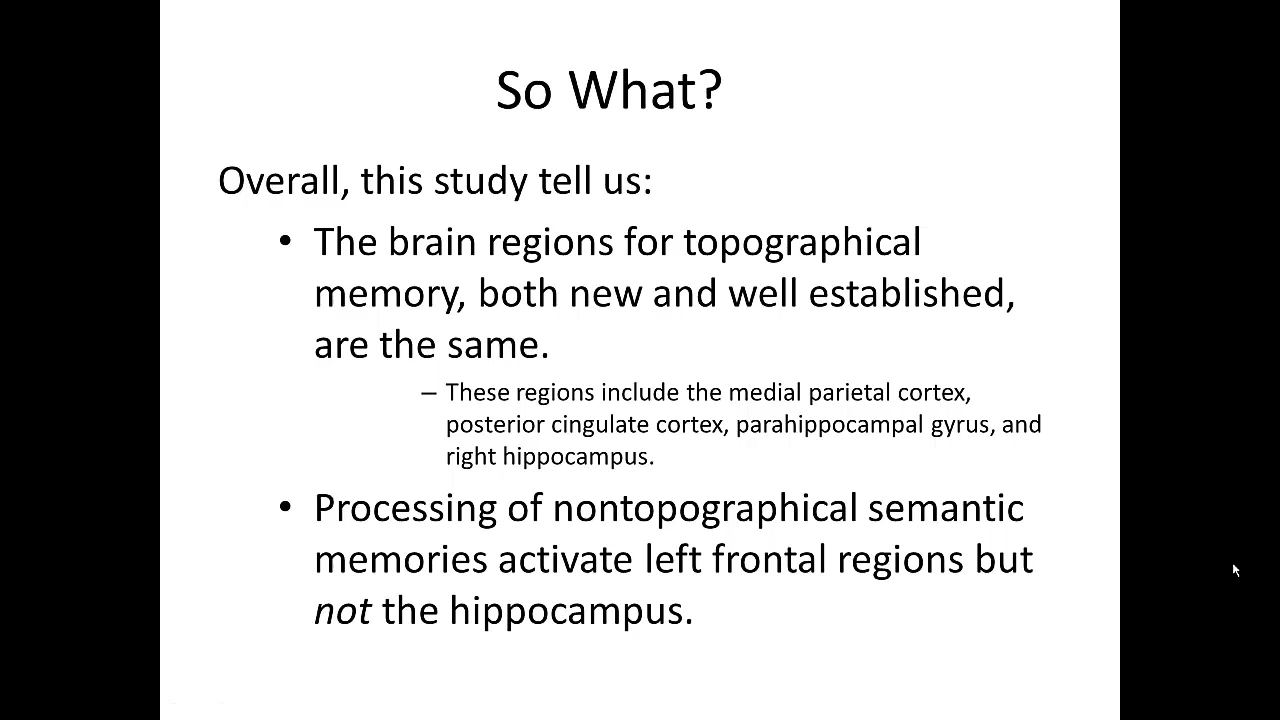 So What?
Overall, this study tell us:
• The brain regions for topographical
memory, both new and well established,
are the same.
– These regions include the medial parietal cortex,
posterior cingulate cortex, parahippocampal gyrus, and
right hippocampus.
• Processing of nontopographical semantic
memories activate left frontal regions but
not the hippocampus.